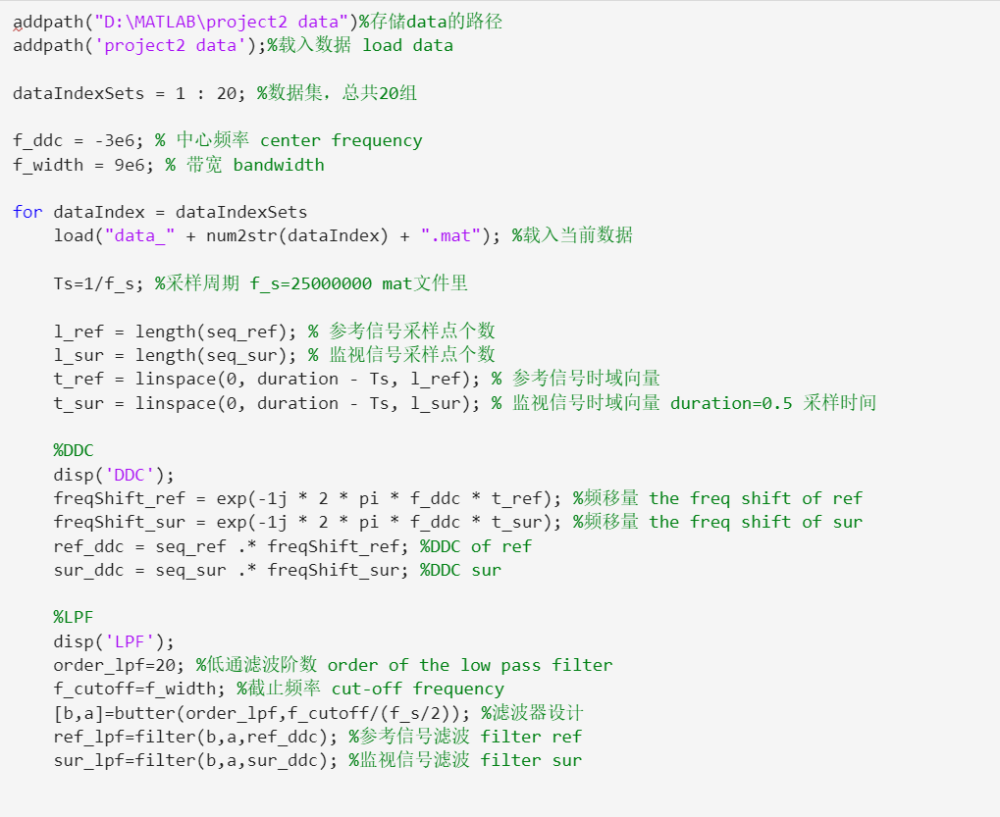 addpath("D:\MATLAB\project2 data")%存储data的路径
addpath('project2 data');%载入数据 load data
dataIndexSets = 1 : 20; %数据集，总共20组
f_ddc = -3e6; % 中心频率 center frequency
f_width = 9e6; % 带宽 bandwidth
for dataIndex = dataIndexSets
    load("data_" + num2str(dataIndex) + ".mat"); %载入当前数据
    Ts=1/f_s; %采样周期 f_s=25000000 mat文件里
    l_ref = length(seq_ref); % 参考信号采样点个数
    l_sur = length(seq_sur); % 监视信号采样点个数
    t_ref = linspace(0, duration - Ts, l_ref); % 参考信号时域向量
    t_sur = linspace(0, duration - Ts, l_sur); % 监视信号时域向量 duration=0.5 采样时间
    %DDC
    disp('DDC');
    freqShift_ref = exp(-1j * 2 * pi * f_ddc * t_ref); %频移量 the freq shift of ref
    freqShift_sur = exp(-1j * 2 * pi * f_ddc * t_sur); %频移量 the freq shift of sur
    ref_ddc = seq_ref .* freqShift_ref; %DDC of ref
    sur_ddc = seq_sur .* freqShift_sur; %DDC sur
    %LPF
    disp('LPF');
    order_lpf=20; %低通滤波阶数 order of the low pass filter
    f_cutoff=f_width; %截止频率 cut-off frequency
    [b,a]=butter(order_lpf,f_cutoff/(f_s/2)); %滤波器设计
    ref_lpf=filter(b,a,ref_ddc); %参考信号滤波 filter ref
    sur_lpf=filter(b,a,sur_ddc); %监视信号滤波 filter sur